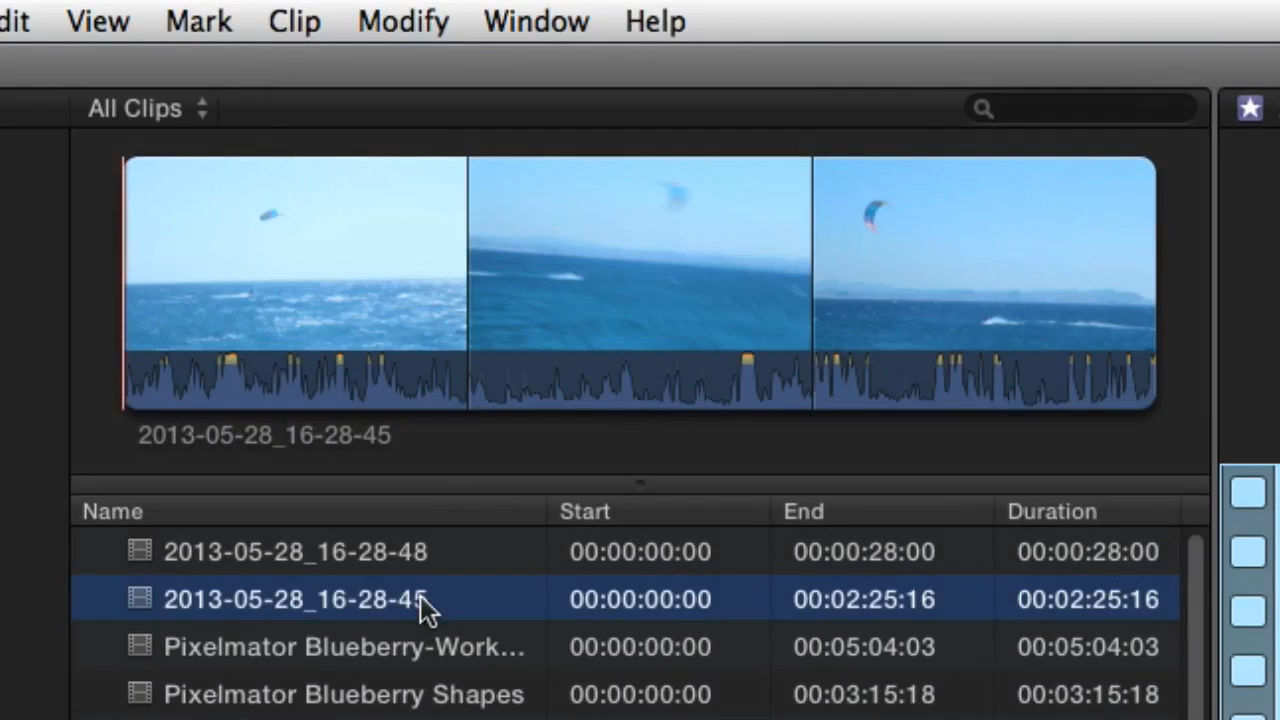 dit View Mark Clip Modify Window Help
All Clips
2013-05-28_16-28-45
Name Start End Duration
2013-05-28_16-28-48 00:00:00:00 00:00:28:00 00:00:28:00
2013-05-28_16-28-45 00:00:00:00 00:02:25:16 00:02:25:16
Pixelmator Blueberry-Work... 00:00:00:00 00:05:04:03 00:05:04:03
Pixelmator Blueberry Shapes 00:00:00:00 00:03:15:18 00:03:15:18